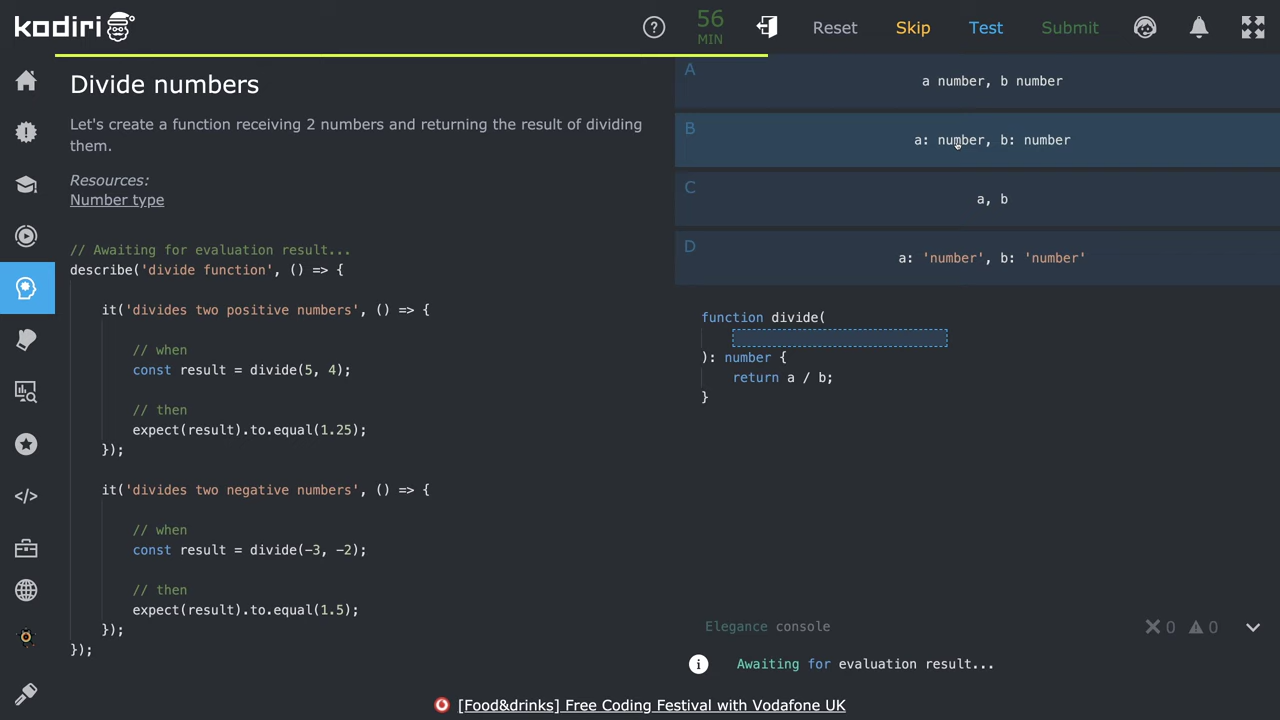 kodiri
56
MIN
Reset
Skip
Test
Submit
Divide numbers
Let's create a function receiving 2 numbers and returning the result of dividing
them.
Resources:
Number type
// Awaiting for evaluation result...
describe('divide function', () => {
it('divides two positive numbers', () => {
// when
const result = divide(5, 4);
// then
expect(result).to.equal(1.25);
});
it('divides two negative numbers', () => {
// when
const result = divide(-3, -2);
// then
expect(result).to.equal(1.5);
});
});
A
a number, b number
B
a: number, b: number
C
a, b
D
a: 'number', b: 'number'
function divide(
): number {
return a / b;
}
Elegance console
0
0
Awaiting for evaluation result...
[Food&drinks] Free Coding Festival with Vodafone UK